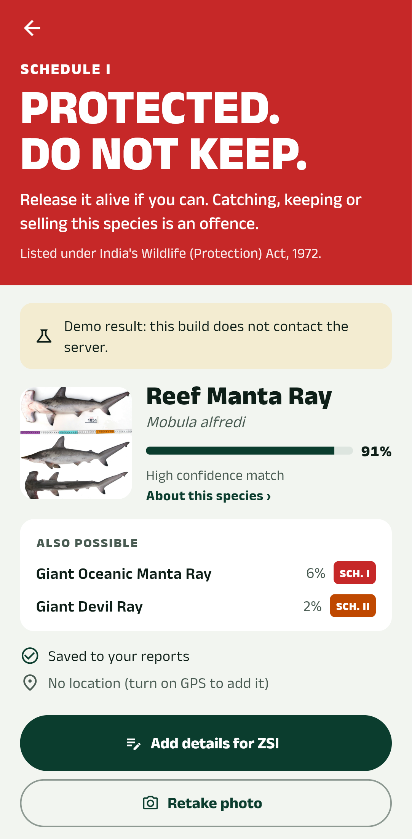 SCHEDULE I
PROTECTED.
DO NOT KEEP.
Release it alive if you can. Catching, keeping or
selling this species is an offence.
Listed under India's Wildlife (Protection) Act, 1972.
Demo result: this build does not contact the
server.
Reef Manta Ray
Mobula alfredi
91%
High confidence match
About this species ›
ALSO POSSIBLE
Giant Oceanic Manta Ray 6% SCH. I
Giant Devil Ray 2% SCH. II
Saved to your reports
No location (turn on GPS to add it)
Add details for ZSI
Retake photo